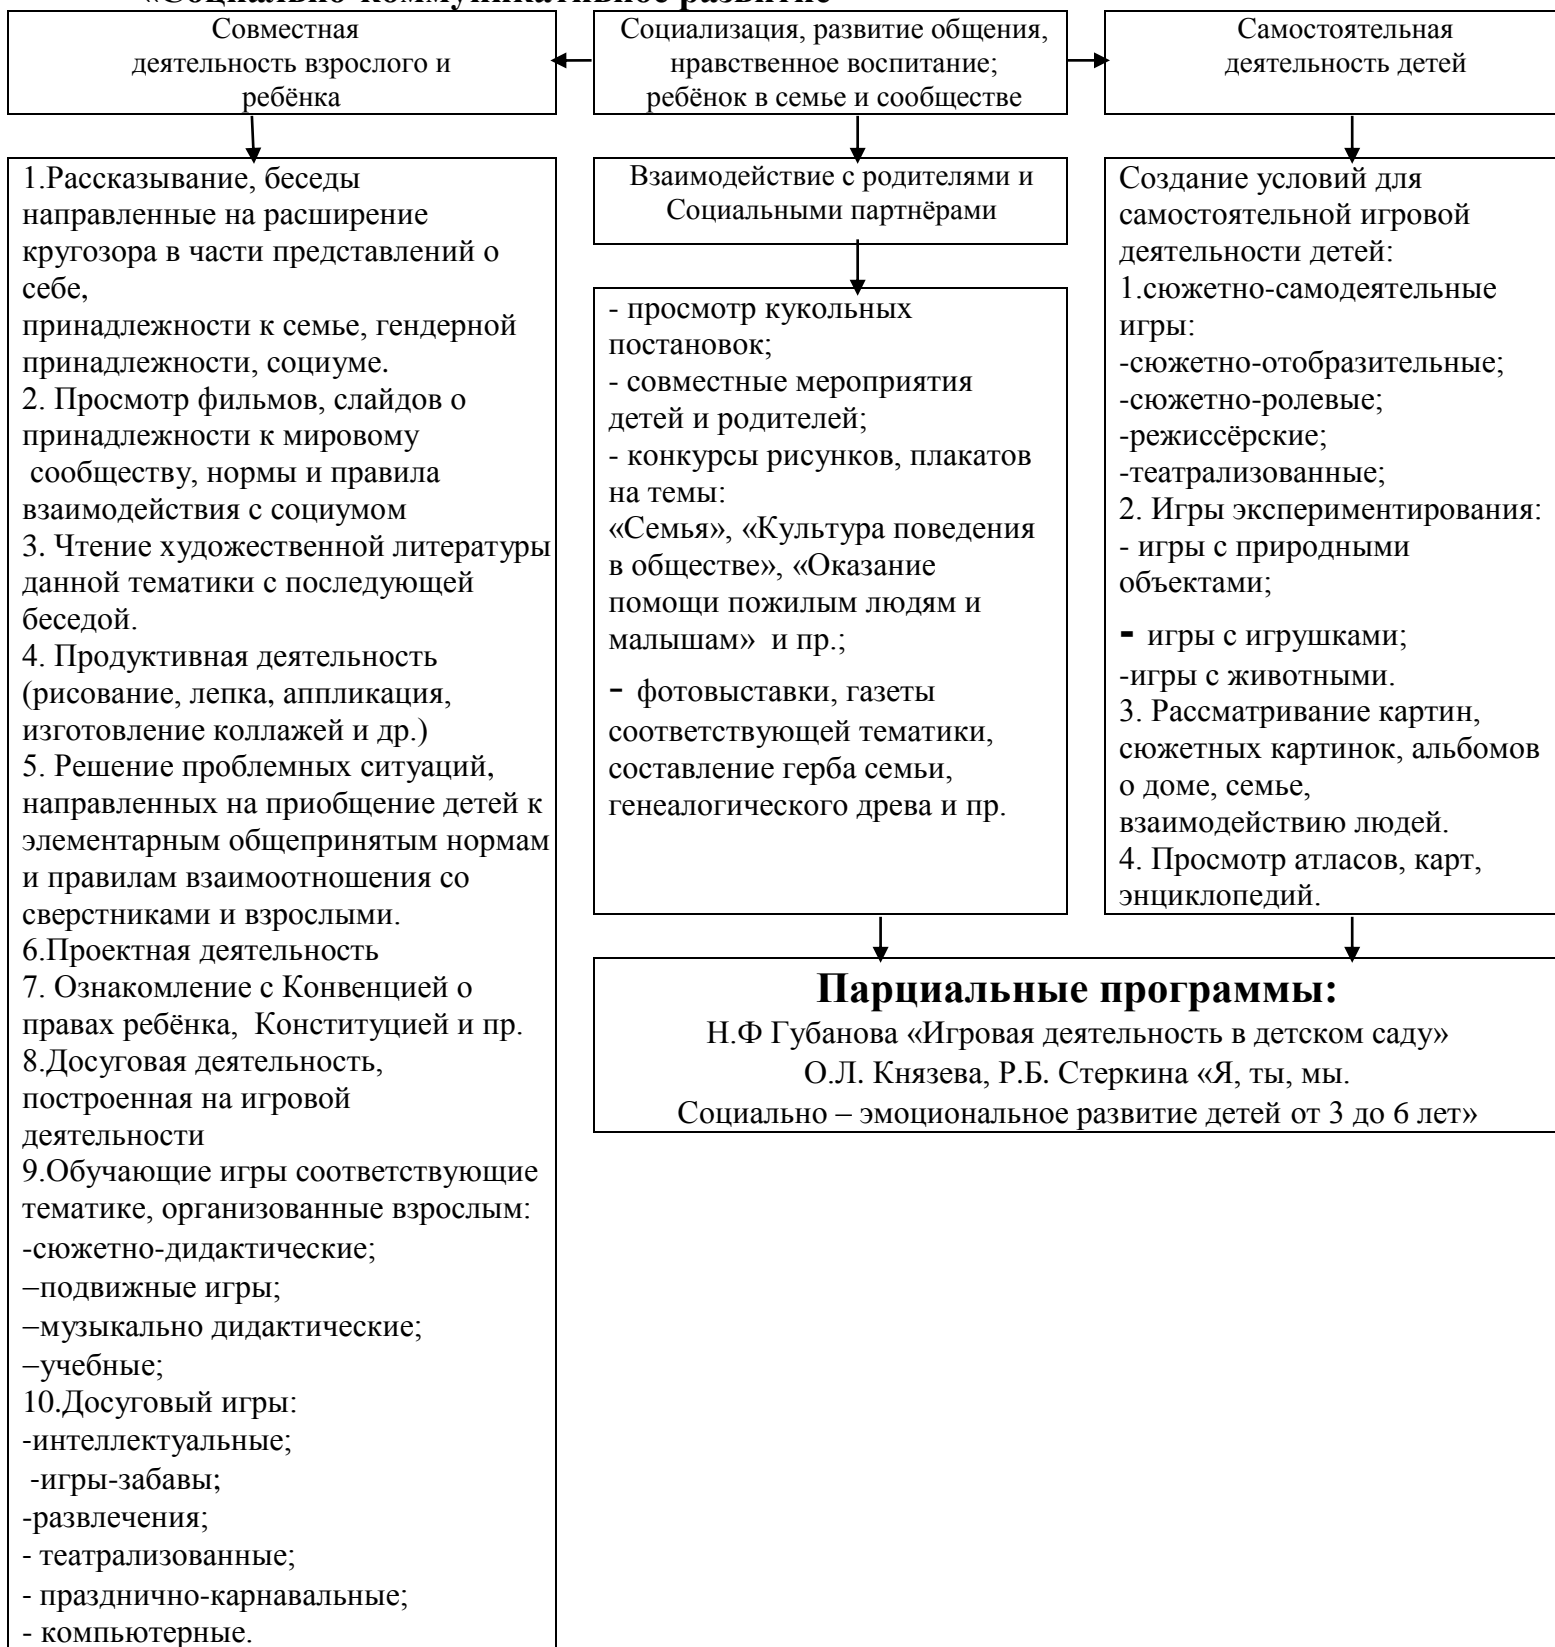 «Социально-коммуникативное развитие
Совместная
деятельность взрослого и
ребёнка
Социализация, развитие общения,
нравственное воспитание;
ребёнок в семье и сообществе
Самостоятельная
деятельность детей
1.Рассказывание, беседы
направленные на расширение
кругозора в части представлений о
себе,
принадлежности к семье, гендерной
принадлежности, социуме.
2. Просмотр фильмов, слайдов о
принадлежности к мировому
сообществу, нормы и правила
взаимодействия с социумом
3. Чтение художественной литературы
данной тематики с последующей
беседой.
4. Продуктивная деятельность
(рисование, лепка, аппликация,
изготовление коллажей и др.)
5. Решение проблемных ситуаций,
направленных на приобщение детей к
элементарным общепринятым нормам
и правилам взаимоотношения со
сверстниками и взрослыми.
6.Проектная деятельность
7. Ознакомление с Конвенцией о
правах ребёнка, Конституцией и пр.
8.Досуговая деятельность,
построенная на игровой
деятельности
9.Обучающие игры соответствующие
тематике, организованные взрослым:
-сюжетно-дидактические;
–подвижные игры;
–музыкально дидактические;
–учебные;
10.Досуговый игры:
-интеллектуальные;
-игры-забавы;
-развлечения;
- театрализованные;
- празднично-карнавальные;
- компьютерные.
Взаимодействие с родителями и
Социальными партнёрами
- просмотр кукольных
постановок;
- совместные мероприятия
детей и родителей;
- конкурсы рисунков, плакатов
на темы:
«Семья», «Культура поведения
в обществе», «Оказание
помощи пожилым людям и
малышам» и пр.;
- фотовыставки, газеты
соответствующей тематики,
составление герба семьи,
генеалогического древа и пр.
Создание условий для
самостоятельной игровой
деятельности детей:
1.сюжетно-самодеятельные
игры:
-сюжетно-отобразительные;
-сюжетно-ролевые;
-режиссёрские;
-театрализованные;
2. Игры экспериментирования:
- игры с природными
объектами;
- игры с игрушками;
-игры с животными.
3. Рассматривание картин,
сюжетных картинок, альбомов
о доме, семье,
взаимодействию людей.
4. Просмотр атласов, карт,
энциклопедий.
Парциальные программы:
Н.Ф Губанова «Игровая деятельность в детском саду»
О.Л. Князева, Р.Б. Стеркина «Я, ты, мы.
Социально – эмоциональное развитие детей от 3 до 6 лет»